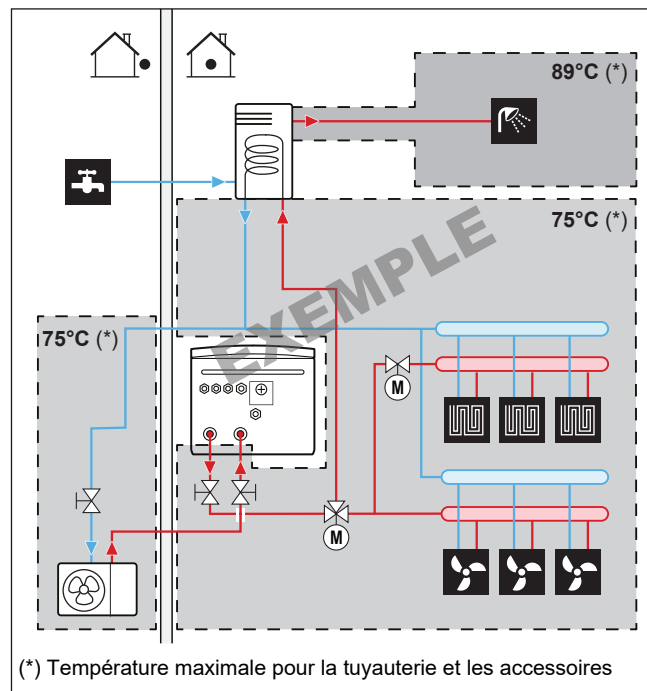 89°C (*)
75°C (*)
EXEMPLE
75°C (*)
M
M
(*) Température maximale pour la tuyauterie et les accessoires